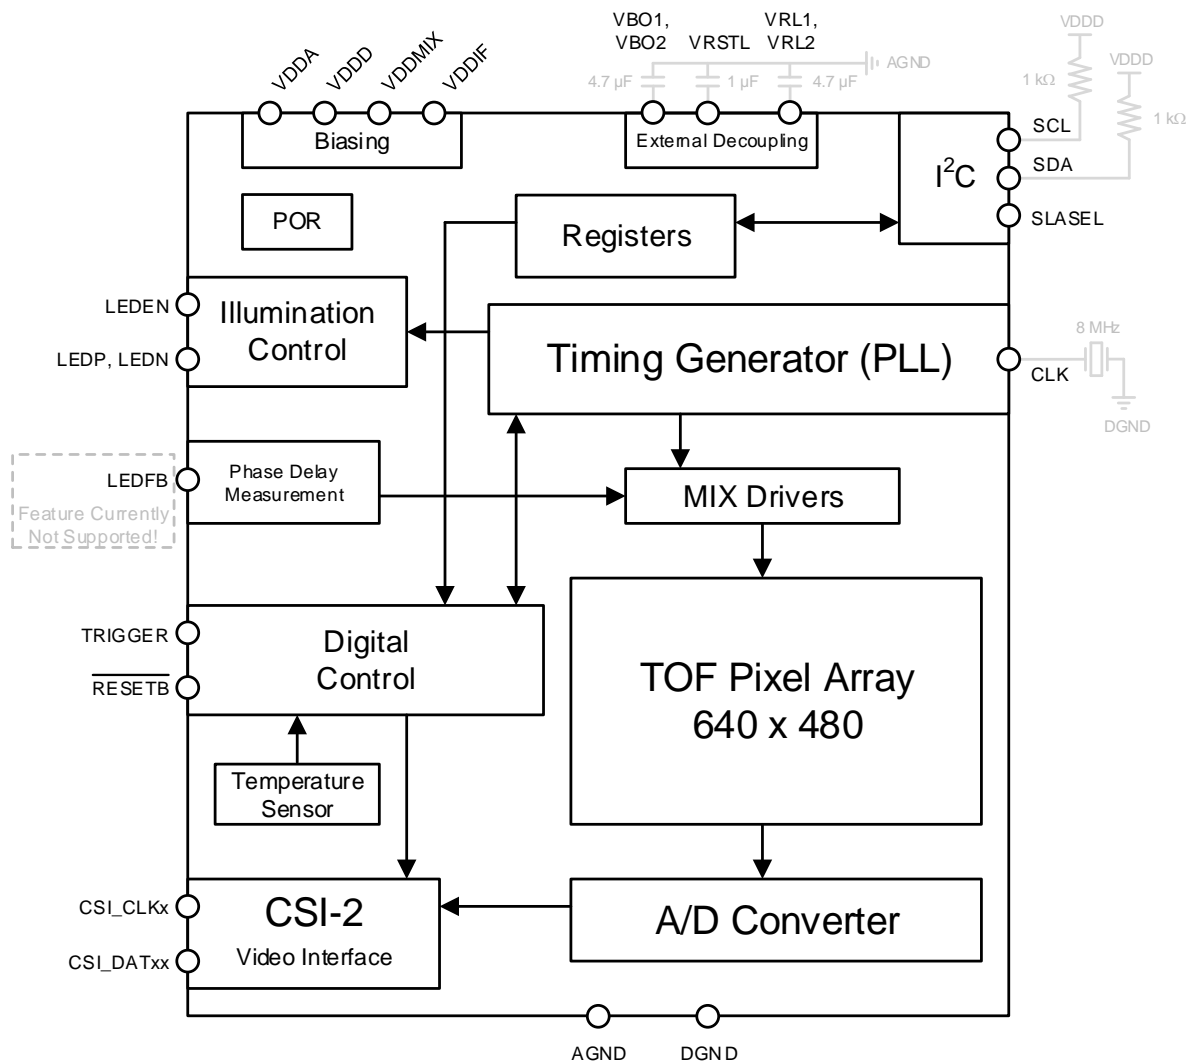 VDDA
VDDD
VDDMIX
VDDIF
VBO1,
VBO2
VRSTL
VRL1,
VRL2
4.7 µF
1 µF
4.7 µF
AGND
VDDD
VDDD
1 kΩ
1 kΩ
Biasing
External Decoupling
I²C
SCL
SDA
SLASEL
POR
Registers
LEDEN
LEDP, LEDN
Illumination
Control
Timing Generator (PLL)
8 MHz
CLK
DGND
LEDFB
Feature Currently
Not Supported!
Phase Delay
Measurement
MIX Drivers
TRIGGER
RESETB
Digital
Control
TOF Pixel Array
640 x 480
Temperature
Sensor
CSI_CLKx
CSI_DATxx
CSI-2
Video Interface
A/D Converter
AGND
DGND